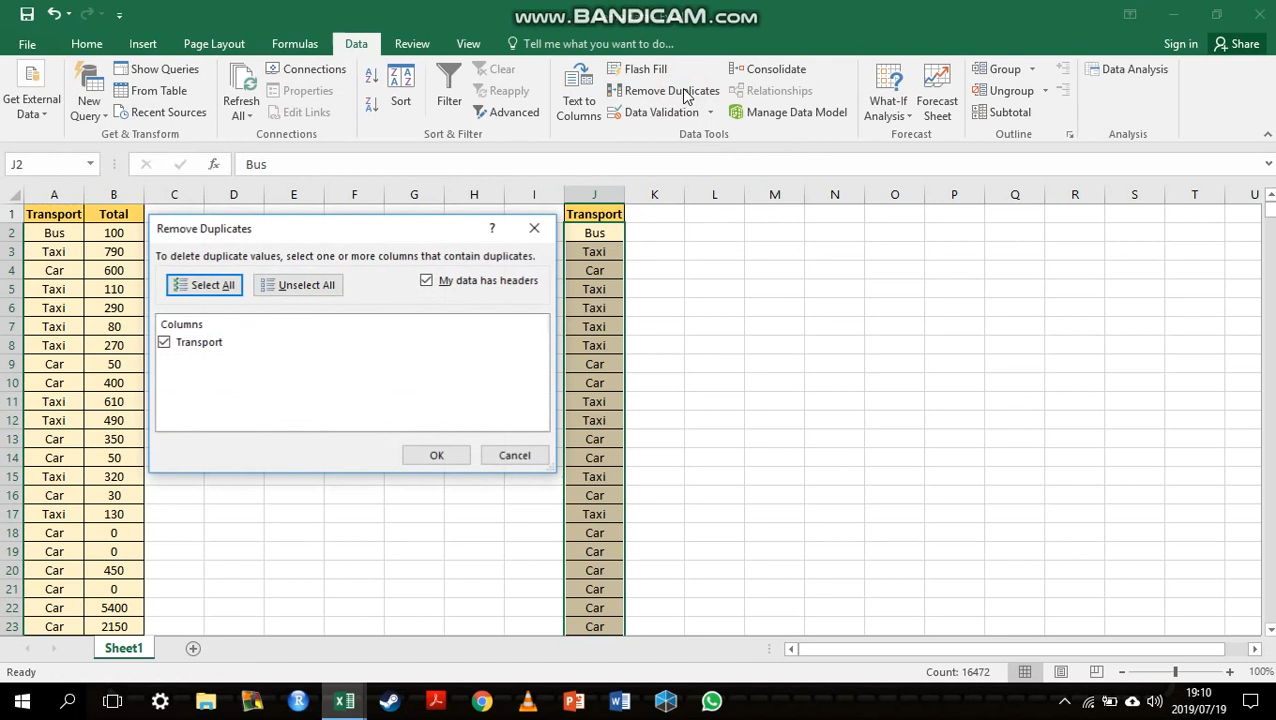 www.BANDICAM.com
File Home Insert Page Layout Formulas Data Review View Tell me what you want to do... Sign in Share
Get External Data
New Query
Show Queries
From Table
Recent Sources
Get & Transform
Refresh All
Connections
Properties
Edit Links
Connections
Sort
Filter
Clear
Reapply
Advanced
Sort & Filter
Text to Columns
Flash Fill
Remove Duplicates
Data Validation
Consolidate
Relationships
Manage Data Model
Data Tools
What-If Analysis
Forecast Sheet
Forecast
Group
Ungroup
Subtotal
Outline
Data Analysis
Analysis
J2 fx Bus
A B C D E F G H I J K L M N O P Q R S T U
1 Transport Total Transport
2 Bus 100 Bus
3 Taxi 790 Taxi
4 Car 600 Car
5 Taxi 110 Taxi
6 Taxi 290 Taxi
7 Taxi 80 Taxi
8 Taxi 270 Taxi
9 Car 50 Car
10 Car 400 Car
11 Taxi 610 Taxi
12 Taxi 490 Taxi
13 Car 350 Car
14 Car 50 Car
15 Taxi 320 Taxi
16 Car 30 Car
17 Taxi 130 Taxi
18 Car 0 Car
19 Car 0 Car
20 Car 450 Car
21 Car 0 Car
22 Car 5400 Car
23 Car 2150 Car
Remove Duplicates ?
To delete duplicate values, select one or more columns that contain duplicates.
Select All Unselect All My data has headers
Columns
Transport
OK Cancel
Sheet1
Ready Count: 16472 100%
19:10
2019/07/19